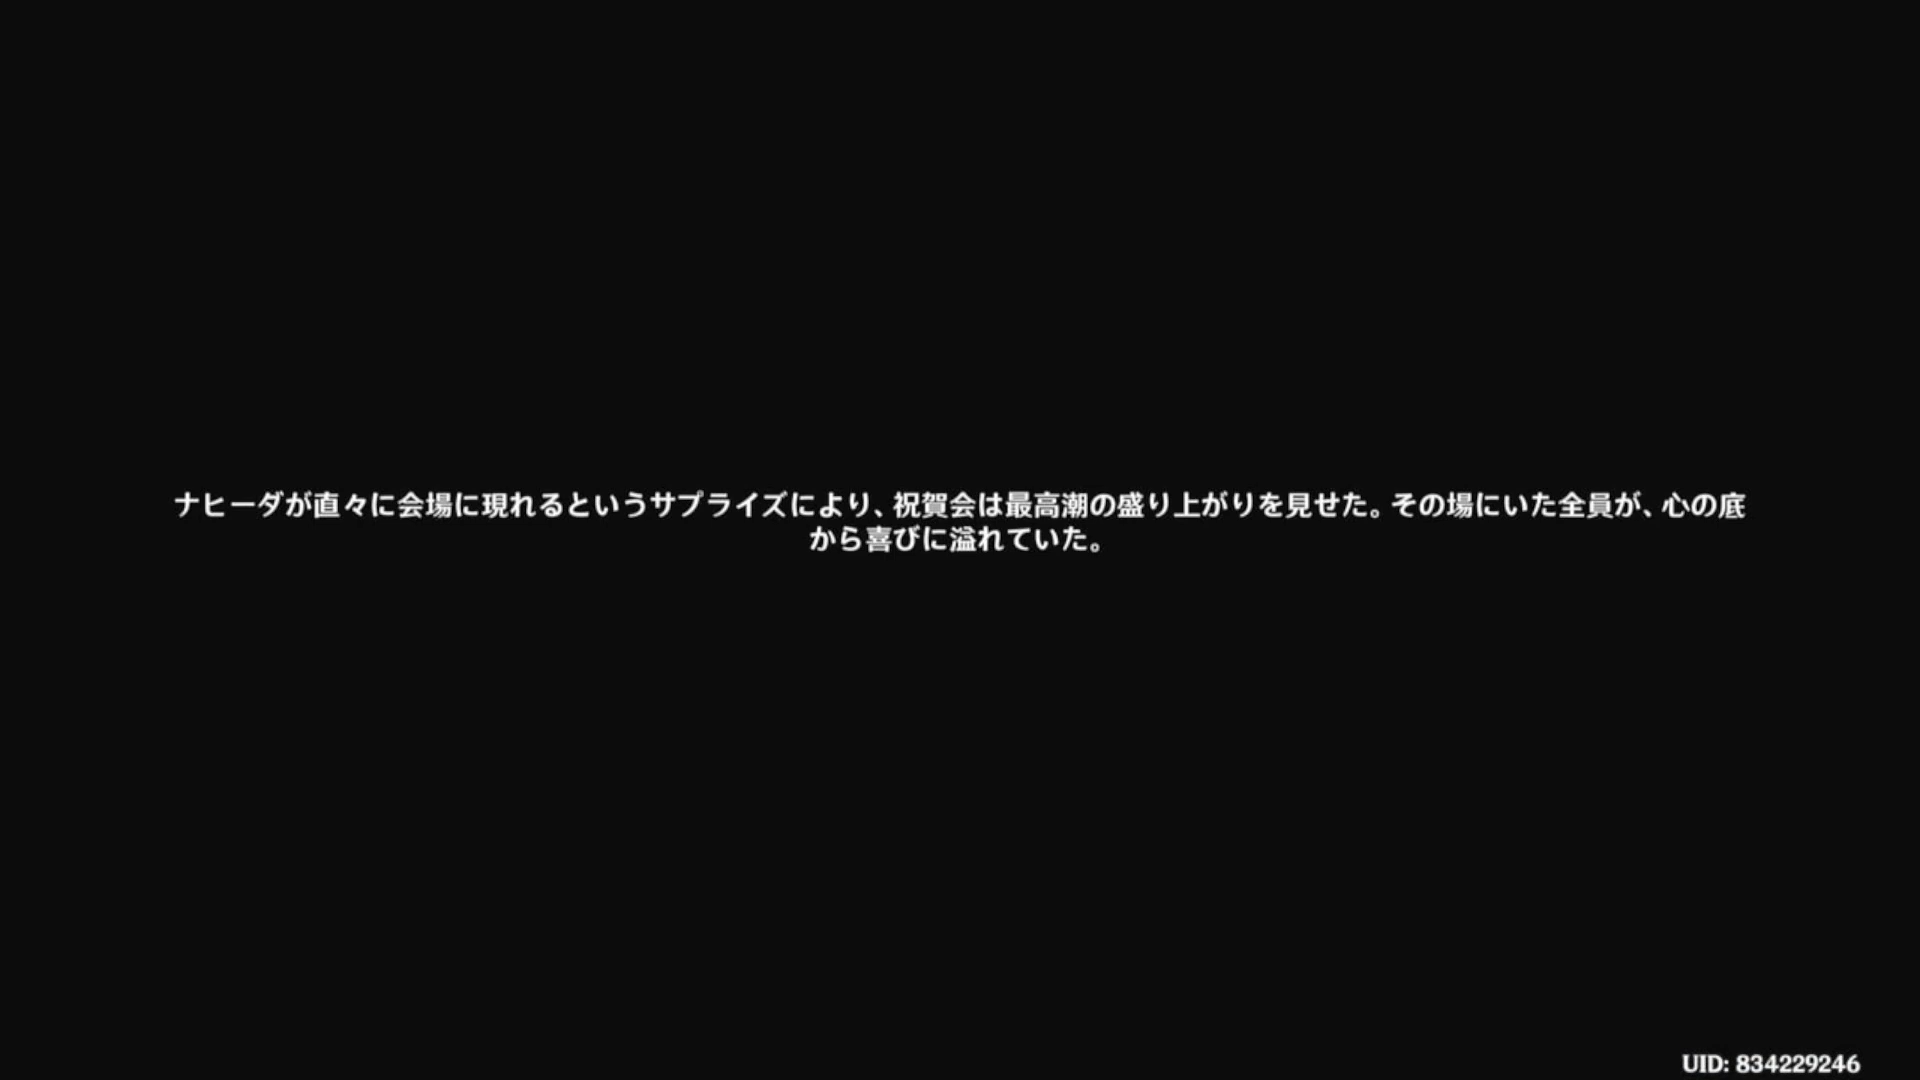 ナヒーダが直々に会場に現れるというサプライズにより、祝賀会は最高潮の盛り上がりを見せた。その場にいた全員が、心の底
から喜びに溢れていた。
UID: 834229246